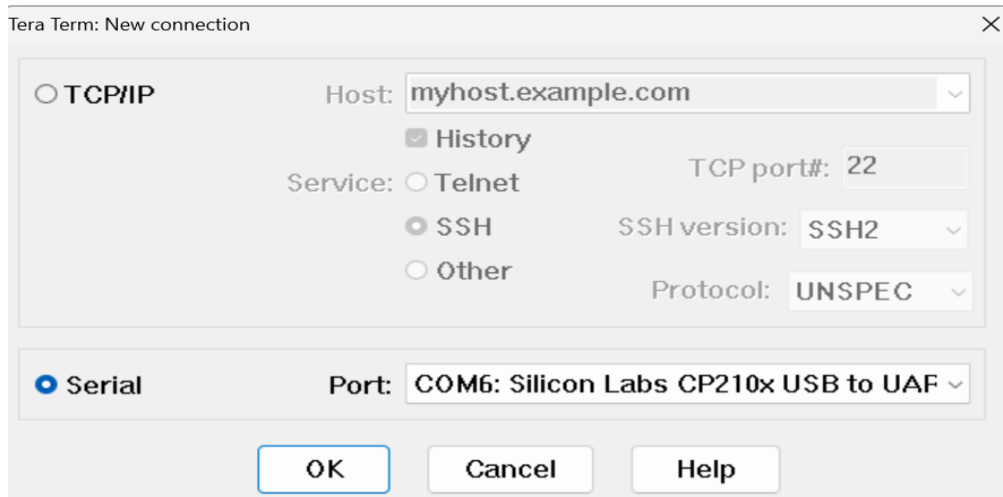 Tera Term: New connection
TCP/IP Host: myhost.example.com
History
Service: Telnet TCP port#: 22
SSH SSH version: SSH2
Other Protocol: UNSPEC
Serial Port: COM6: Silicon Labs CP210x USB to UAR
OK Cancel Help